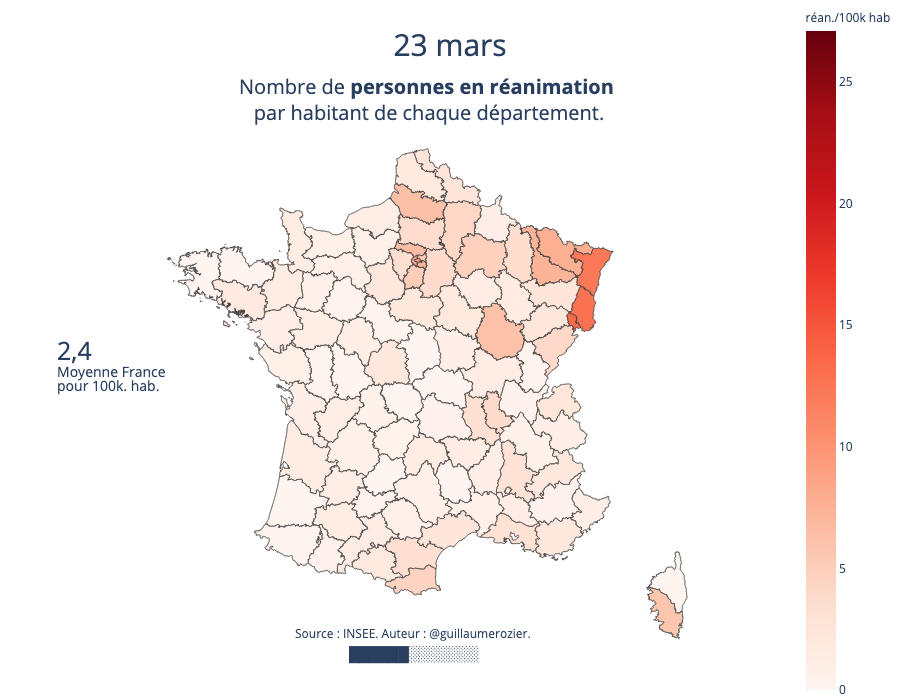 23 mars
Nombre de personnes en réanimation
par habitant de chaque département.
réan./100k hab
25
20
15
10
5
0
2,4
Moyenne France
pour 100k. hab.
Source : INSEE. Auteur : @guillaumerozier.